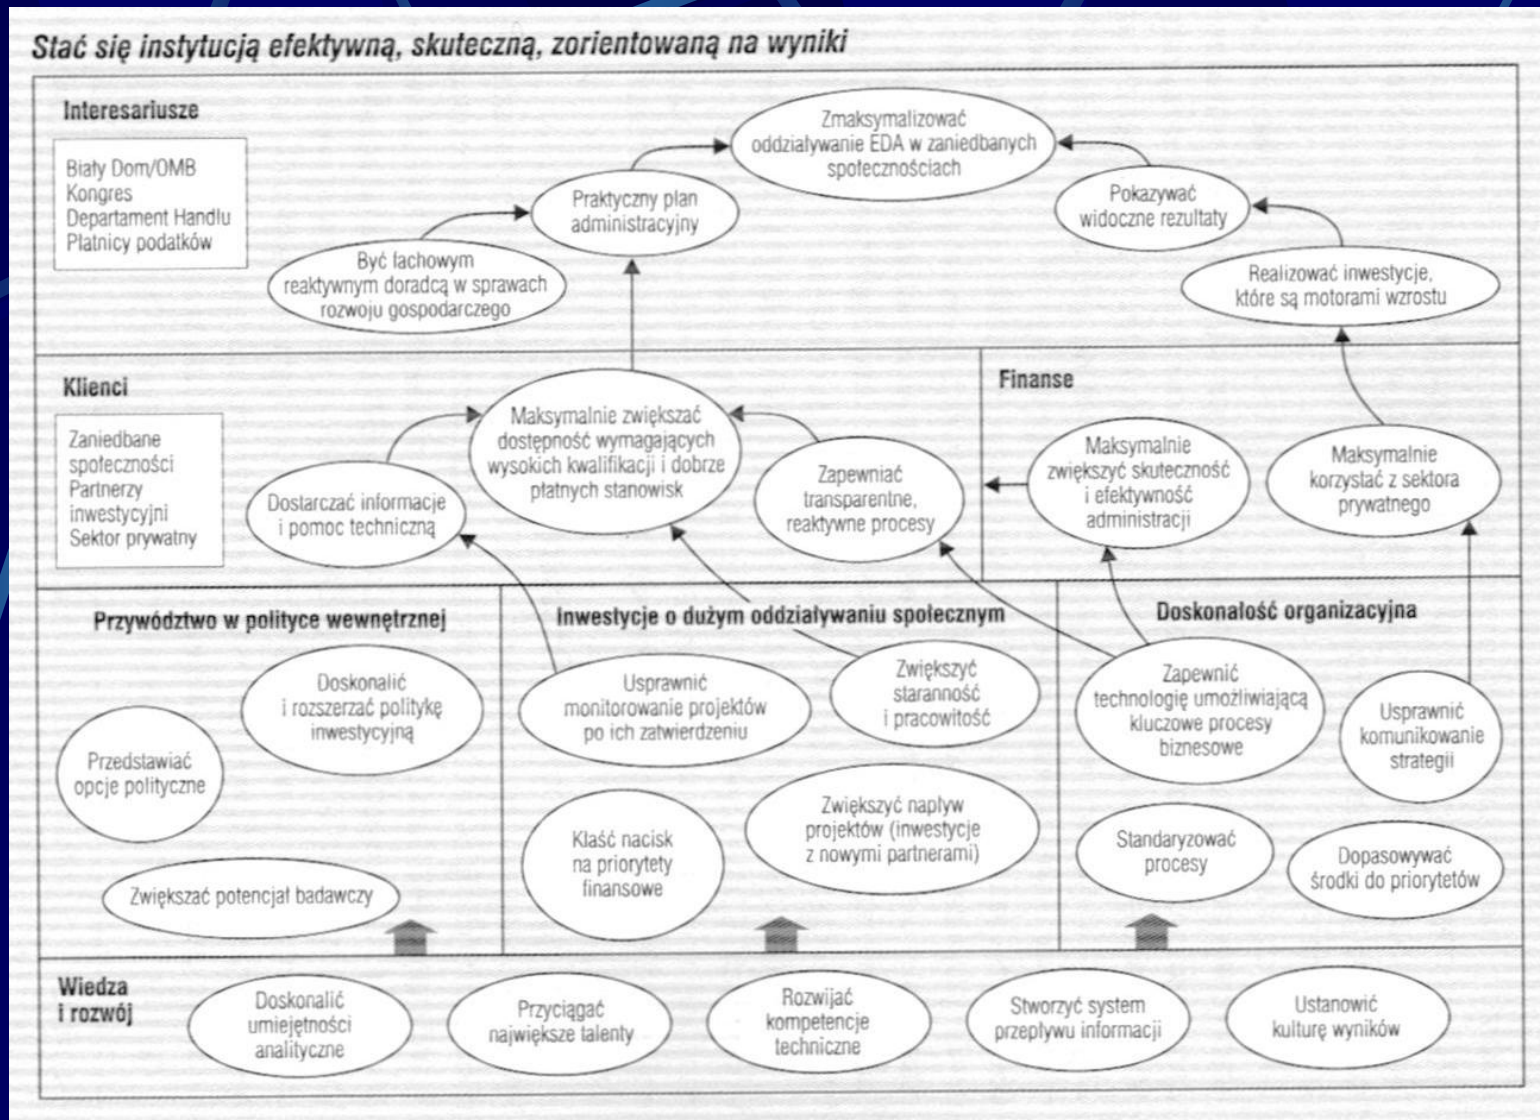 Stać się instytucją efektywną, skuteczną, zorientowaną na wyniki
Interesariusze
Biały Dom/OMB
Kongres
Departament Handlu
Płatnicy podatków
Zmaksymalizować
oddziaływanie EDA w zaniedbanych
społecznościach
Praktyczny plan
administracyjny
Pokazywać
widoczne rezultaty
Być fachowym
reaktywnym doradcą w sprawach
rozwoju gospodarczego
Realizować inwestycje,
które są motorami wzrostu
Klienci
Zaniedbane
społeczności
Partnerzy
inwestycyjni
Sektor prywatny
Maksymalnie zwiększać
dostępność wymagających
wysokich kwalifikacji i dobrze
płatnych stanowisk
Dostarczać informacje
i pomoc techniczną
Zapewniać
transparentne,
reaktywne procesy
Finanse
Maksymalnie
zwiększyć skuteczność
i efektywność
administracji
Maksymalnie
korzystać z sektora
prywatnego
Przywództwo w polityce wewnętrznej
Doskonalić
i rozszerzać politykę
inwestycyjną
Przedstawiać
opcje polityczne
Zwiększać potencjał badawczy
Inwestycje o dużym oddziaływaniu społecznym
Usprawnić
monitorowanie projektów
po ich zatwierdzeniu
Zwiększyć
staranność
i pracowitość
Kłaść nacisk
na priorytety
finansowe
Zwiększyć napływ
projektów (inwestycje
z nowymi partnerami)
Doskonałość organizacyjna
Zapewnić
technologię umożliwiającą
kluczowe procesy
biznesowe
Usprawnić
komunikowanie
strategii
Standaryzować
procesy
Dopasowywać
środki do priorytetów
Wiedza
i rozwój
Doskonalić
umiejętności
analityczne
Przyciągać
największe talenty
Rozwijać
kompetencje
techniczne
Stworzyć system
przepływu informacji
Ustanowić
kulturę wyników